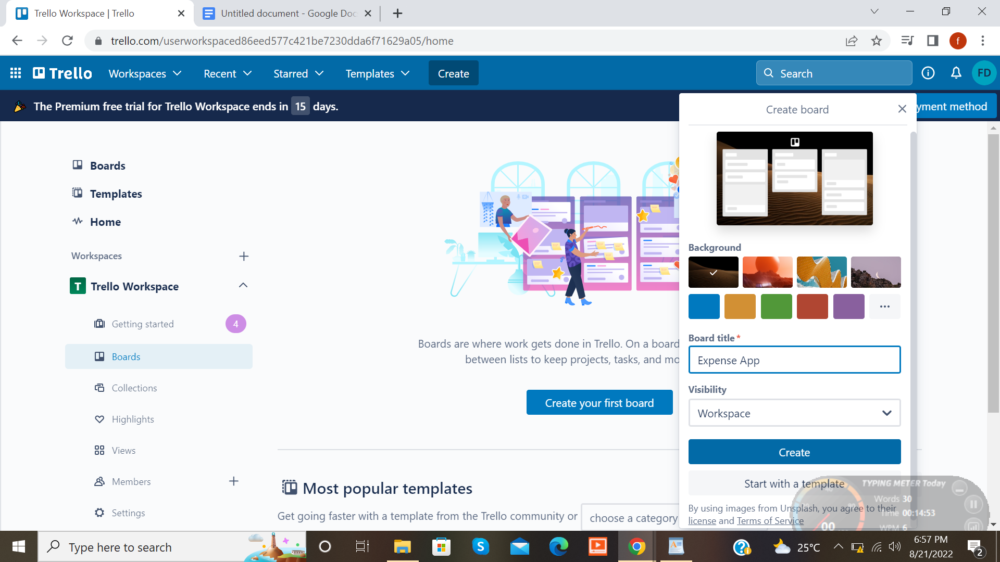 Trello Workspace | Trello
Untitled document - Google Doc
trello.com/userworkspaced86eed577c421be7230dda6f71629a05/home
f
Trello
Workspaces
Recent
Starred
Templates
Create
Search
FD
The Premium free trial for Trello Workspace ends in 15 days.
yment method
Boards
Templates
Home
Workspaces
T Trello Workspace
Getting started 4
Boards
Collections
Highlights
Views
Members
Settings
Boards are where work gets done in Trello. On a board
between lists to keep projects, tasks, and mo
Create your first board
Most popular templates
Get going faster with a template from the Trello community or
choose a category
Create board
Background
Board title *
Expense App
Visibility
Workspace
Create
Start with a template
By using images from Unsplash, you agree to their
license and Terms of Service
TYPING METER Today
Words 30
Time 00:14:53
WPM 6
40
80
00
Type here to search
25°C
6:57 PM
8/21/2022
2